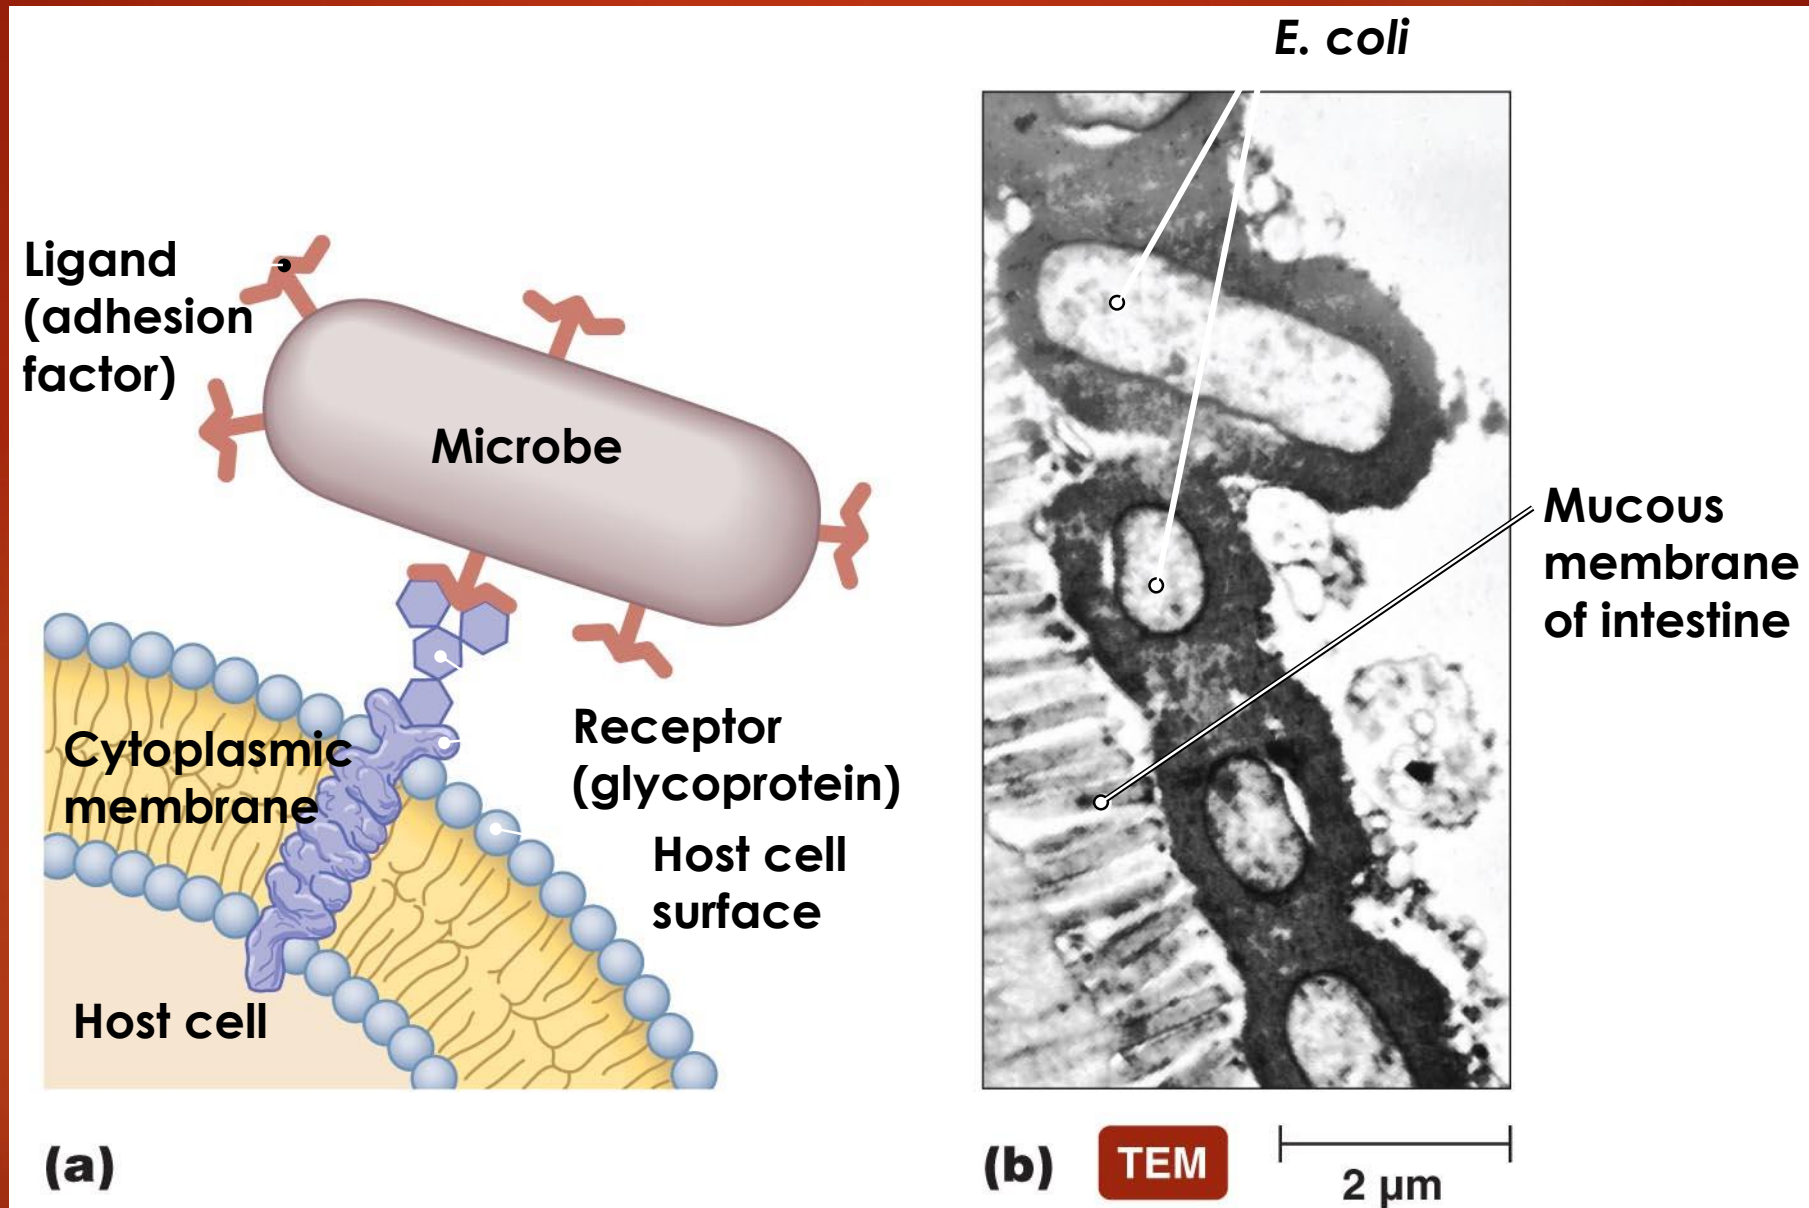 E. coli
Ligand
(adhesion
factor)
Microbe
Mucous
membrane
of intestine
Receptor
(glycoprotein)
Cytoplasmic
membrane
Host cell
surface
Host cell
(a)
(b)
TEM
2 µm